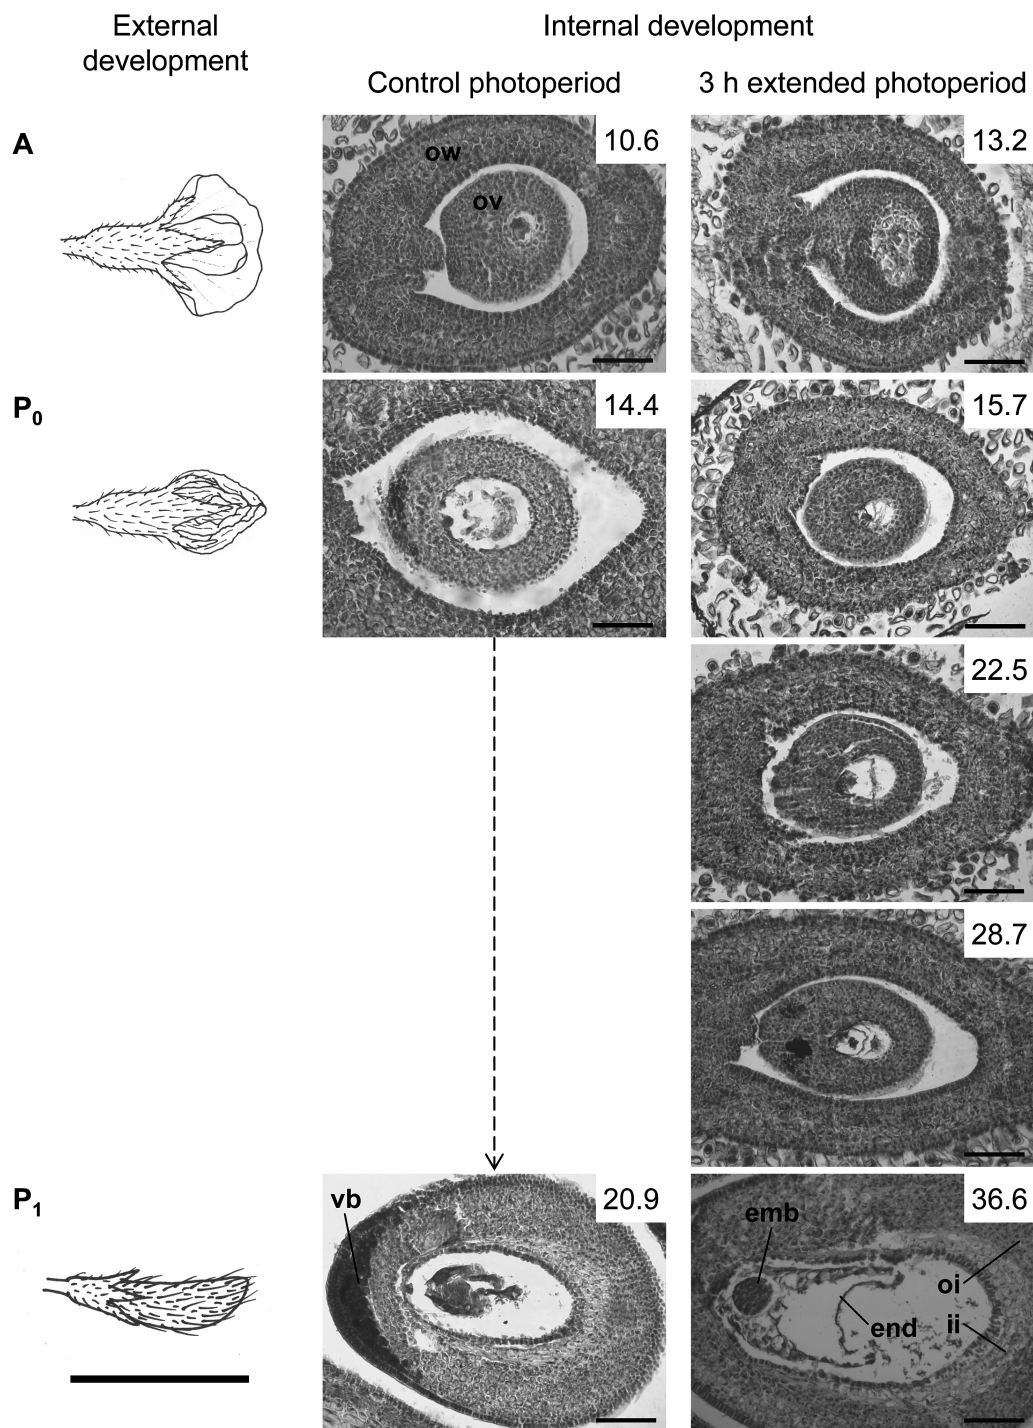 External
development
Internal development
Control photoperiod
3 h extended photoperiod
A
10.6
ow
ov
13.2
P0
14.4
15.7
22.5
28.7
P1
vb
20.9
36.6
emb
oi
ii
end